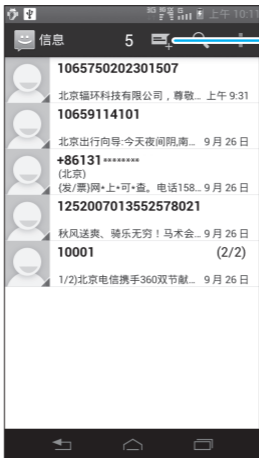 上午 10:11
信息 5
1065750202301507
北京辐环科技有限公司，尊敬... 上午 9:31
10659114101
北京出行向导:今天夜间阴,南... 9 月 26 日
+86131********
(北京)
(发/票)网•上•可•查。电话158... 9 月 26 日
1252007013552578021
秋风送爽、骑乐无穷！马术会... 9 月 26 日
10001 (2/2)
1/2)北京电信携手360双节献... 9 月 26 日